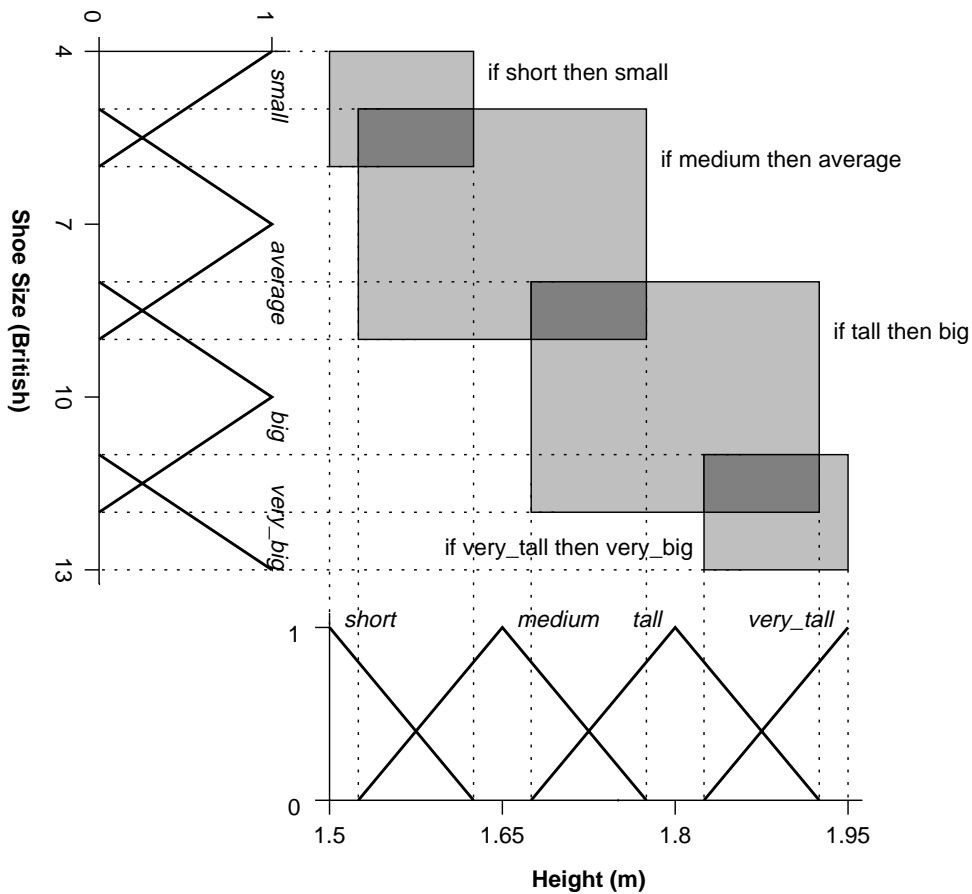 0
1
4
7
10
13
Shoe Size (British)
small
average
big
very_big
if short then small
if medium then average
if tall then big
if very_tall then very_big
short
medium
tall
very_tall
1
0
1.5
1.65
1.8
1.95
Height (m)